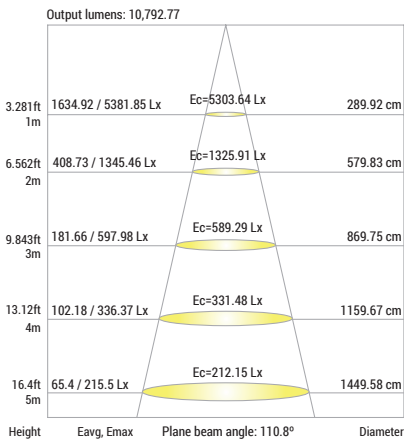 Output lumens: 10,792.77
3.281ft 1634.92 / 5381.85 Lx Ec=5303.64 Lx 289.92 cm
1m
6.562ft 408.73 / 1345.46 Lx Ec=1325.91 Lx 579.83 cm
2m
9.843ft 181.66 / 597.98 Lx Ec=589.29 Lx 869.75 cm
3m
13.12ft 102.18 / 336.37 Lx Ec=331.48 Lx 1159.67 cm
4m
16.4ft 65.4 / 215.5 Lx Ec=212.15 Lx 1449.58 cm
5m
Height Eavg, Emax Plane beam angle: 110.8º Diameter